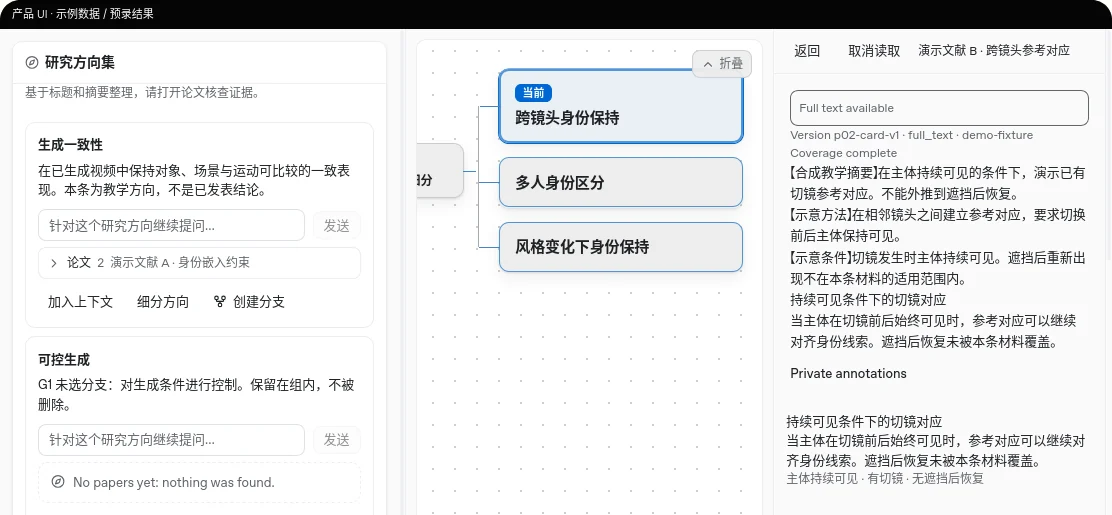 产品 UI · 示例数据 / 预录结果
研究方向集
基于标题和摘要整理，请打开论文核查证据。
生成一致性
在已生成视频中保持对象、场景与运动可比较的一致表
现。本条为教学方向，不是已发表结论。
针对这个研究方向继续提问...
发送
论文 2 演示文献 A · 身份嵌入约束
加入上下文 细分方向 创建分支
可控生成
G1 未选分支：对生成条件进行控制。保留在组内，不被
删除。
针对这个研究方向继续提问...
发送
No papers yet: nothing was found.
折叠
当前
跨镜头身份保持
多人身份区分
风格变化下身份保持
返回 取消读取 演示文献 B · 跨镜头参考对应
Full text available
Version p02-card-v1 · full_text · demo-fixture
Coverage complete
【合成教学摘要】在主体持续可见的条件下，演示已有
切镜参考对应。不能外推到遮挡后恢复。
【示意方法】在相邻镜头之间建立参考对应，要求切换
前后主体保持可见。
【示意条件】切镜发生时主体持续可见。遮挡后重新出
现不在本条材料的适用范围内。
持续可见条件下的切镜对应
当主体在切镜前后始终可见时，参考对应可以继续
对齐身份线索。遮挡后恢复未被本条材料覆盖。
Private annotations
持续可见条件下的切镜对应
当主体在切镜前后始终可见时，参考对应可以继续对
齐身份线索。遮挡后恢复未被本条材料覆盖。
主体持续可见 · 有切镜 · 无遮挡后恢复